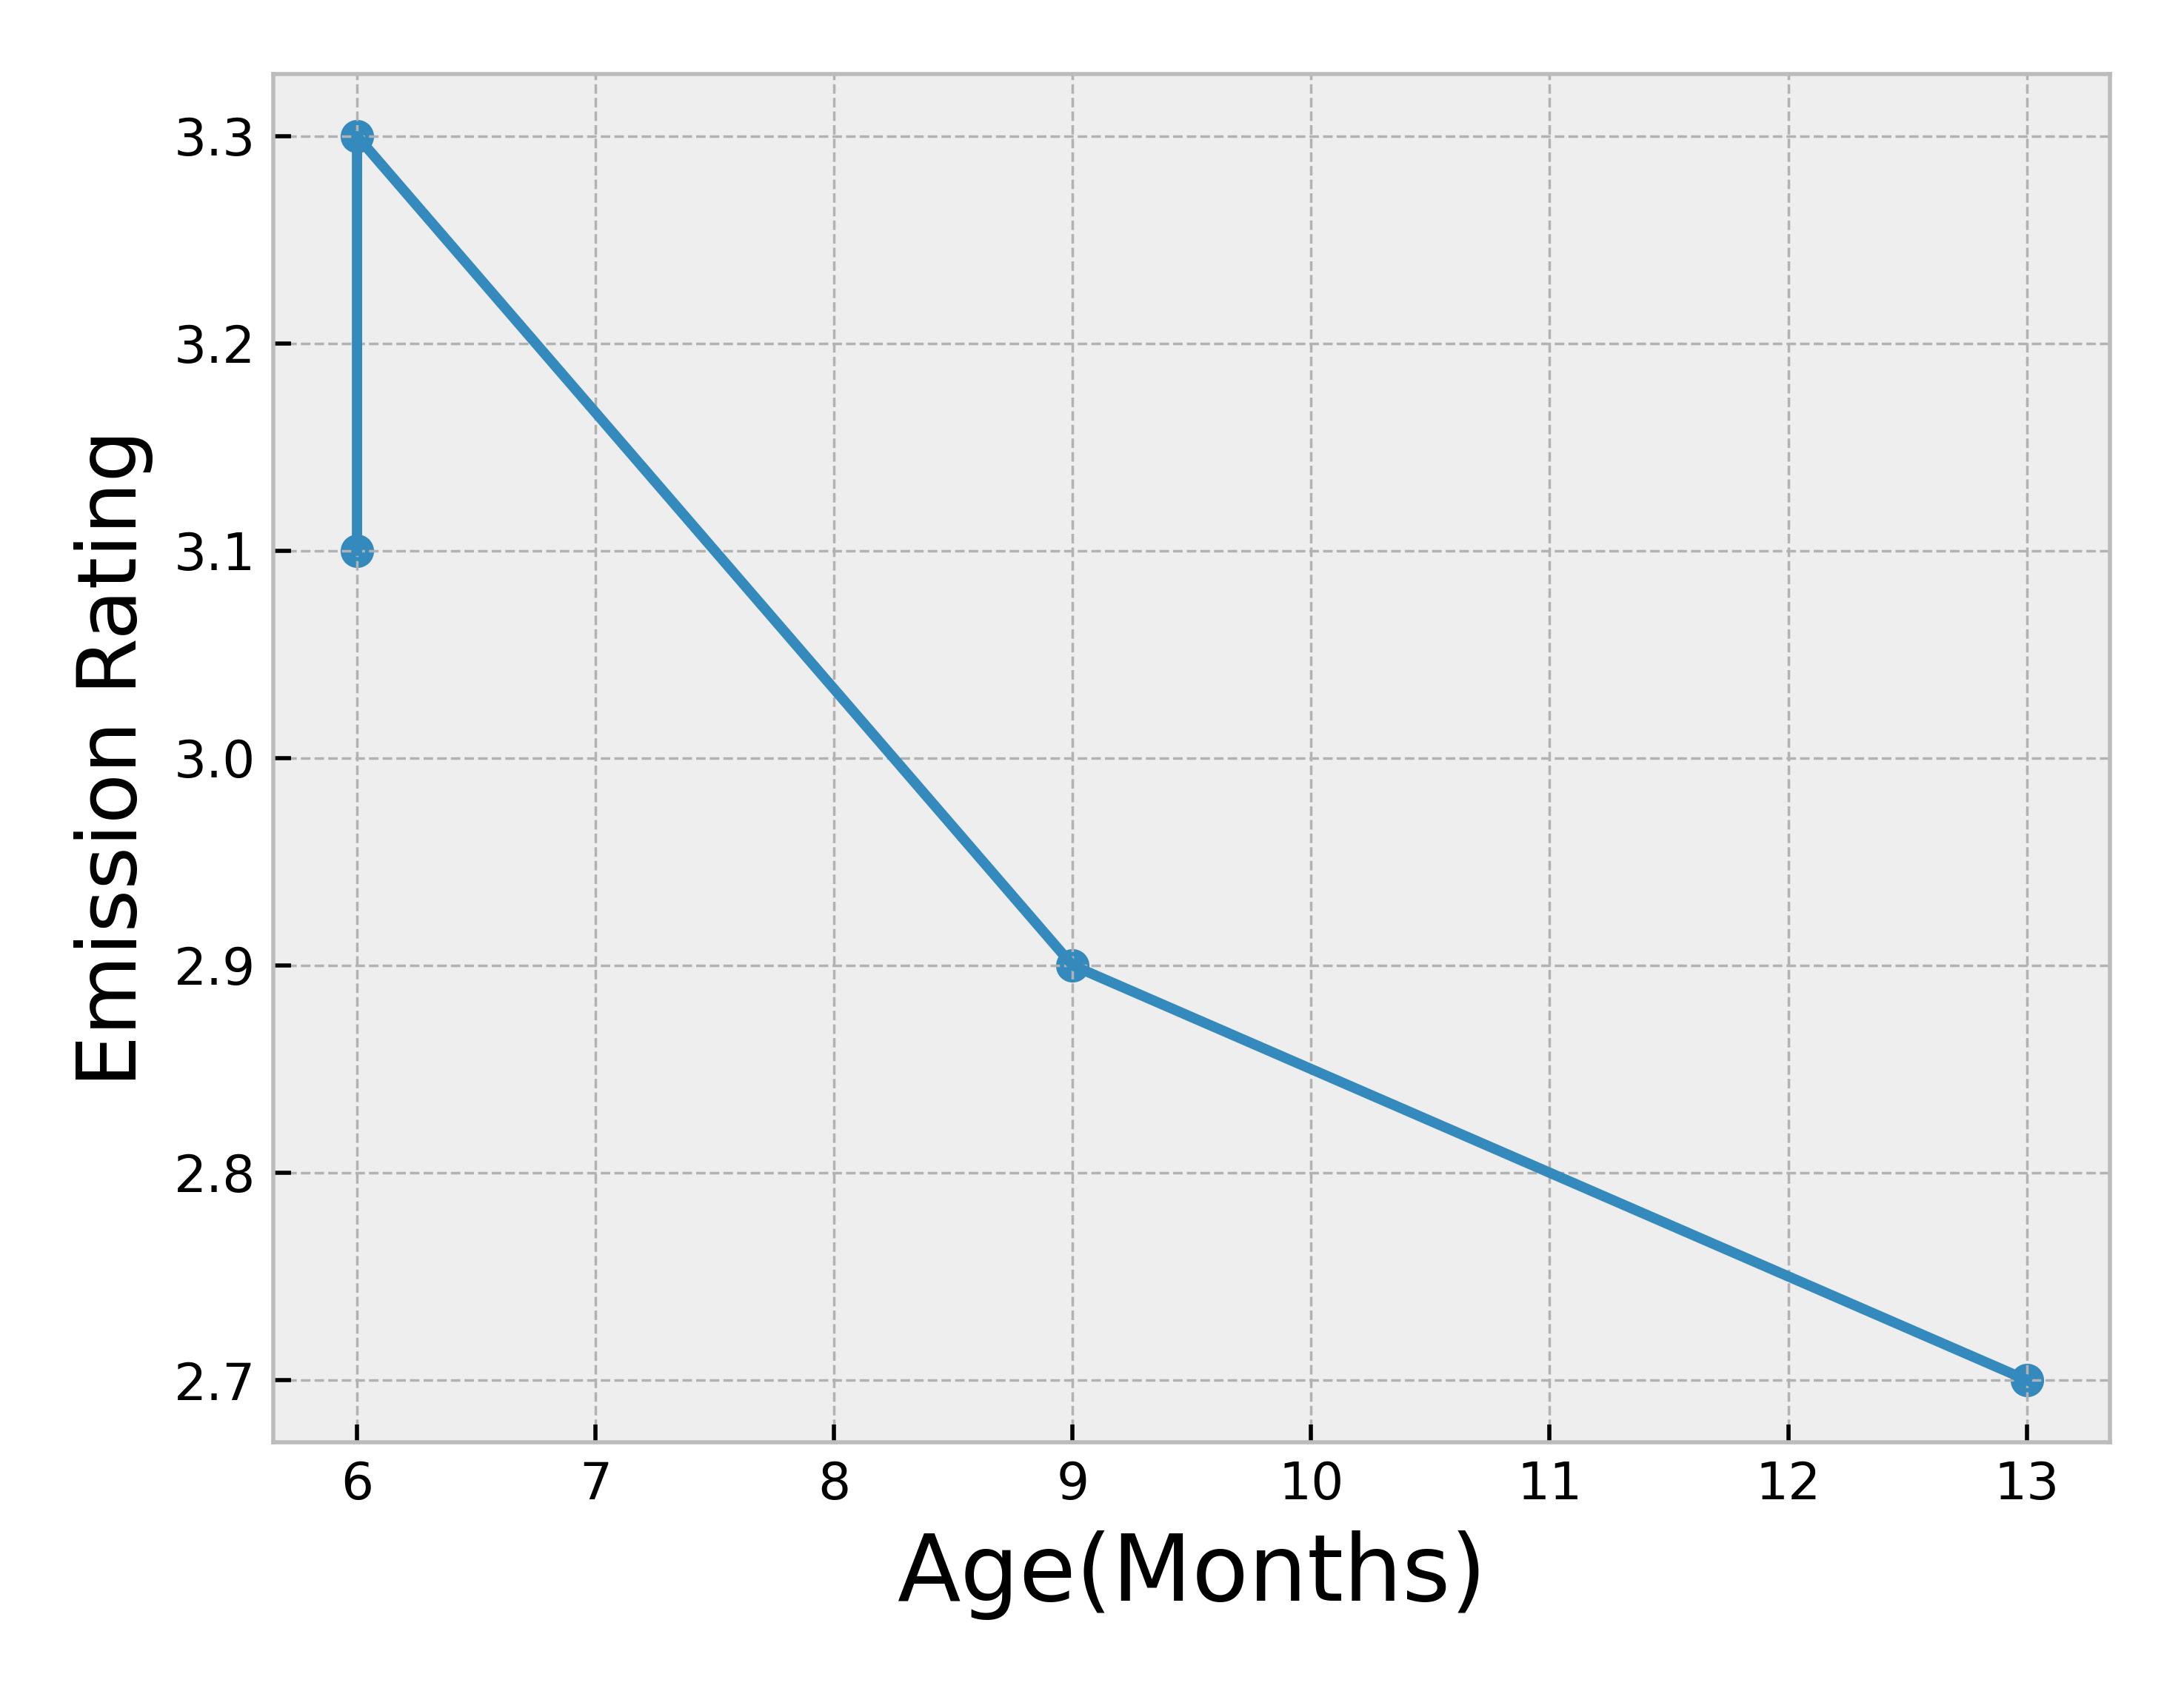 3.3
3.2
3.1
3.0
2.9
2.8
2.7
Emission Rating
6 7 8 9 10 11 12 13
Age(Months)